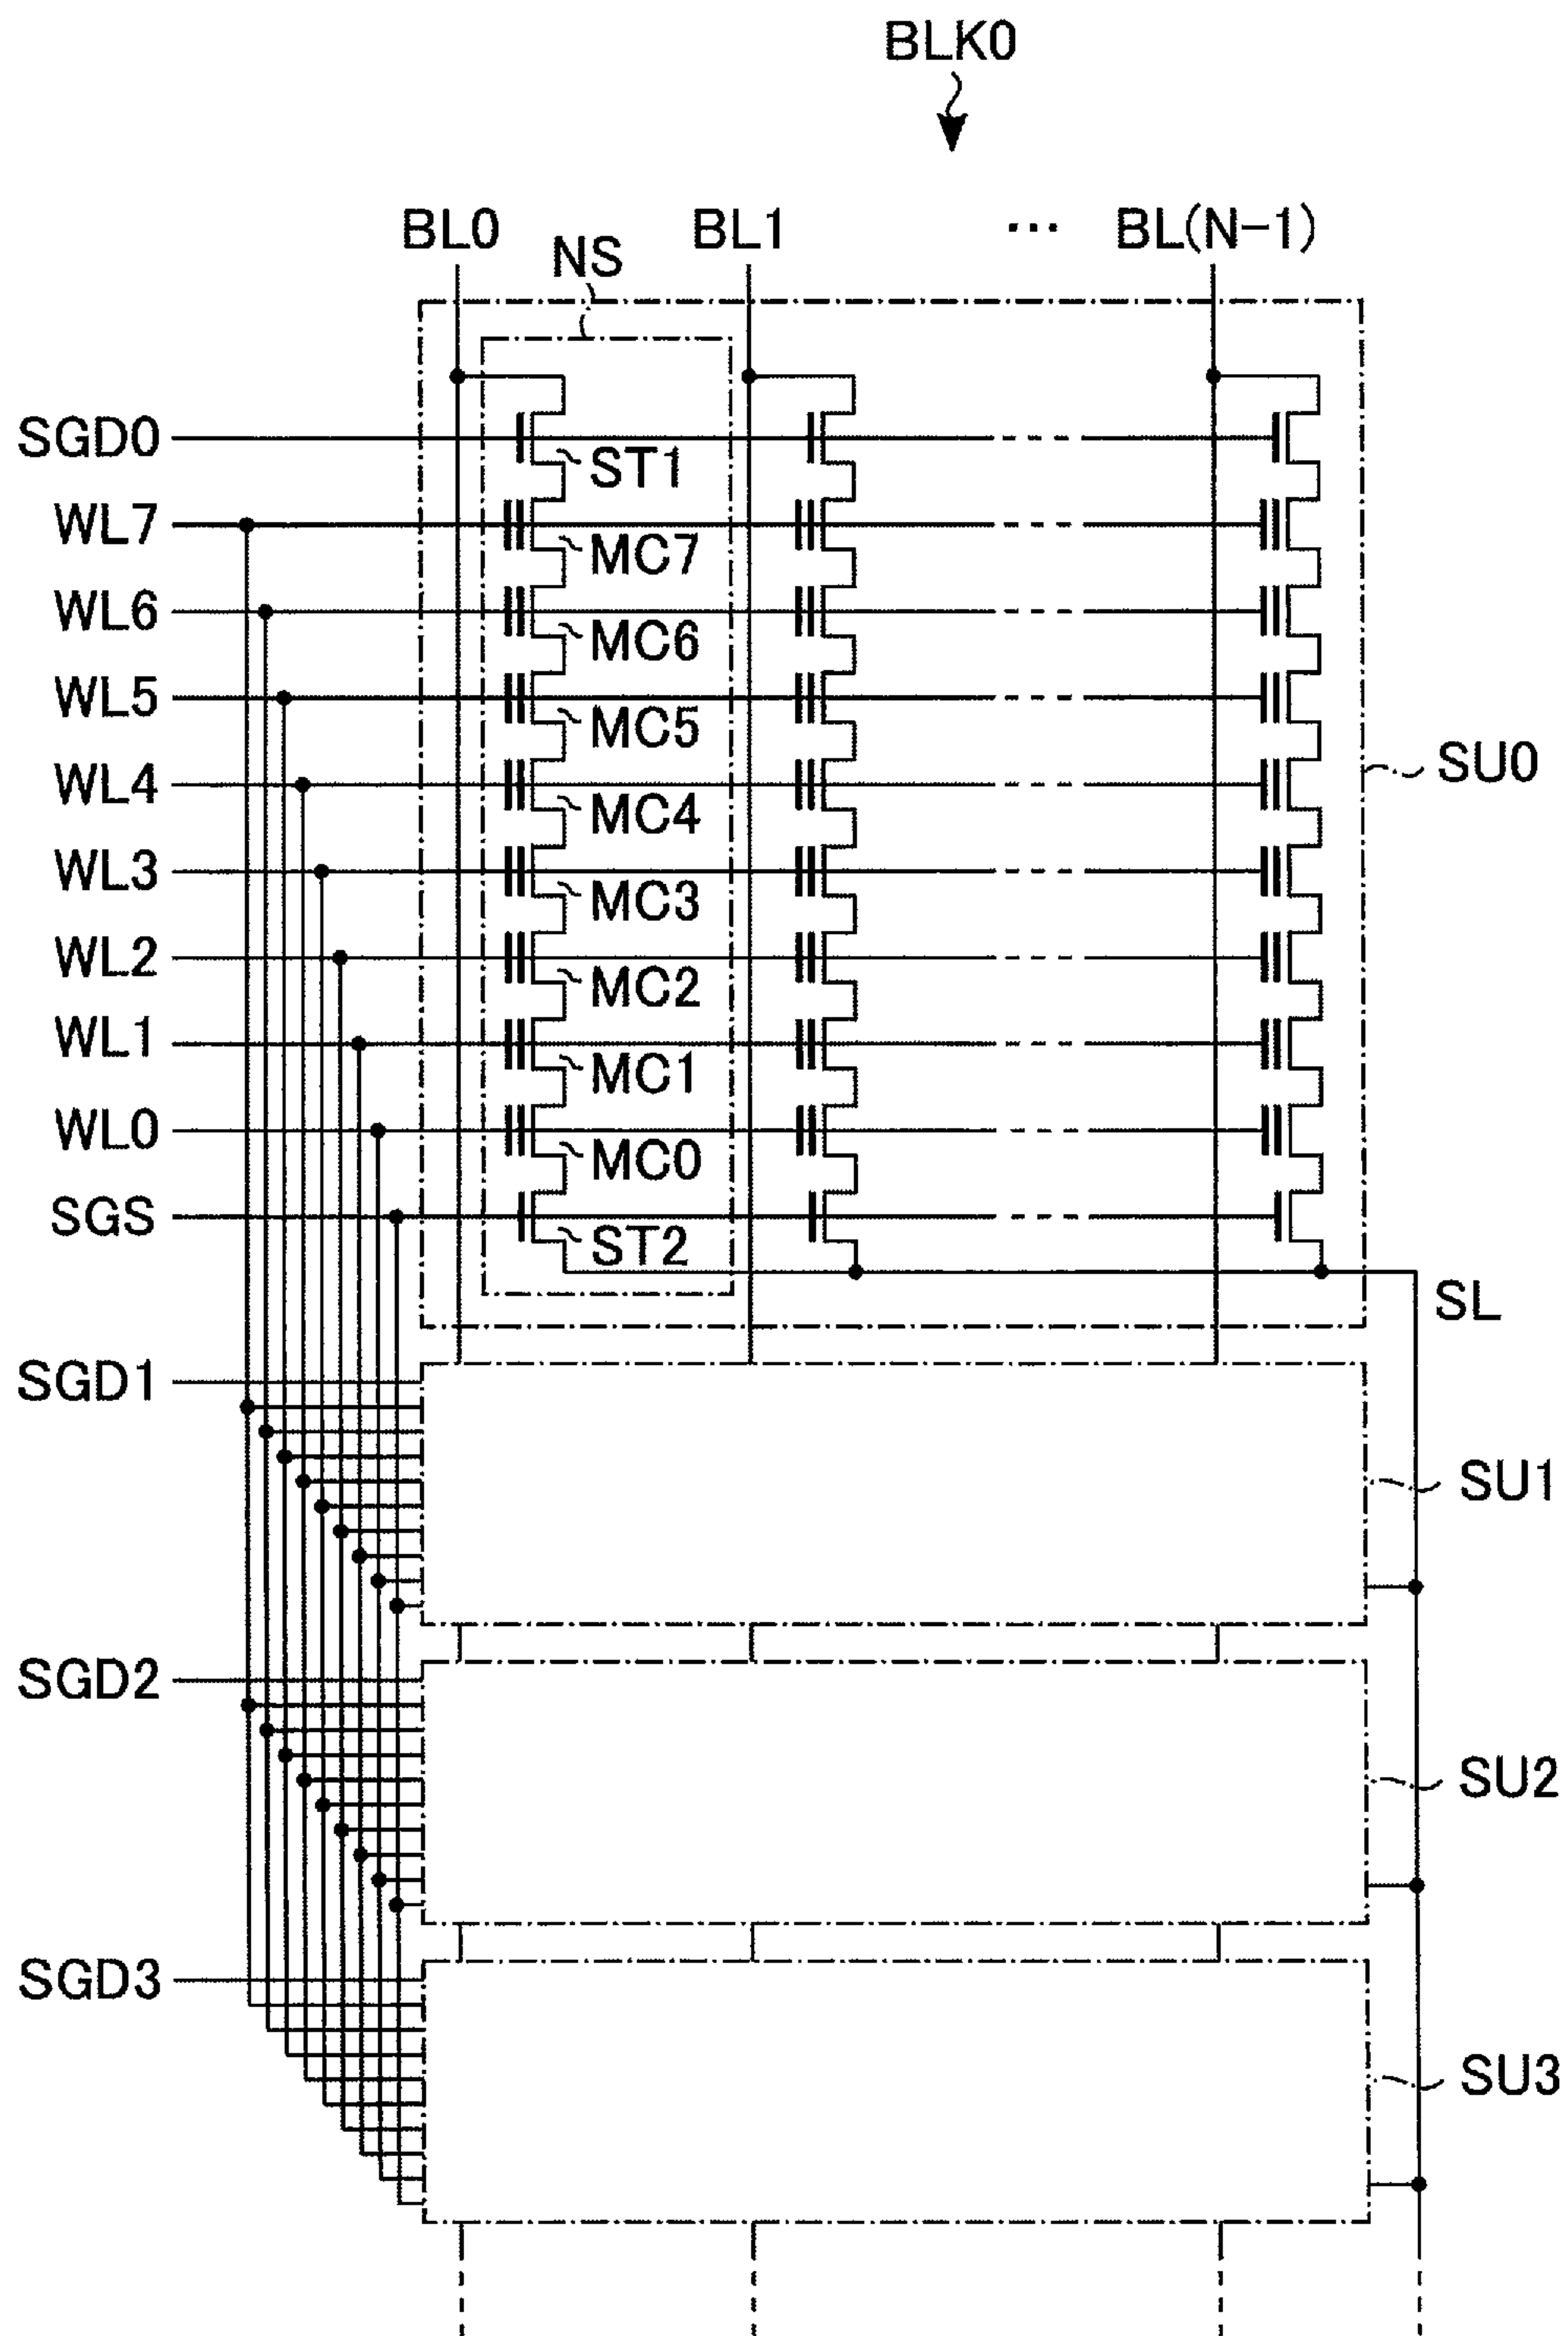 BLK0
BL0
NS
BL1
...
BL(N-1)
SGD0
ST1
WL7
MC7
WL6
MC6
WL5
MC5
WL4
MC4
SU0
WL3
MC3
WL2
MC2
WL1
MC1
WL0
MC0
SGS
ST2
SL
SGD1
SU1
SGD2
SU2
SGD3
SU3